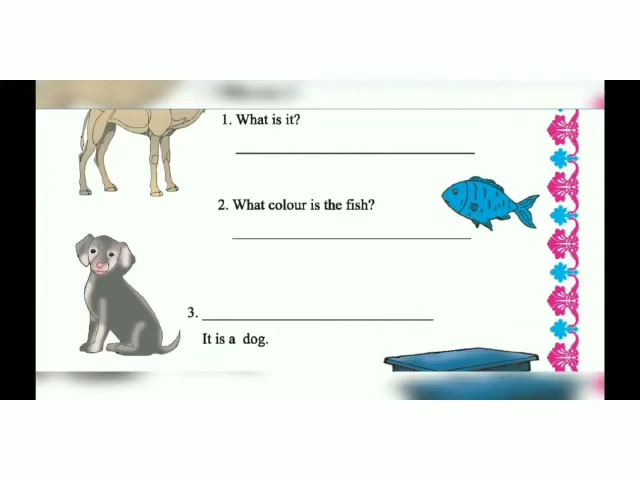 1. What is it?
2. What colour is the fish?
3.
It is a dog.